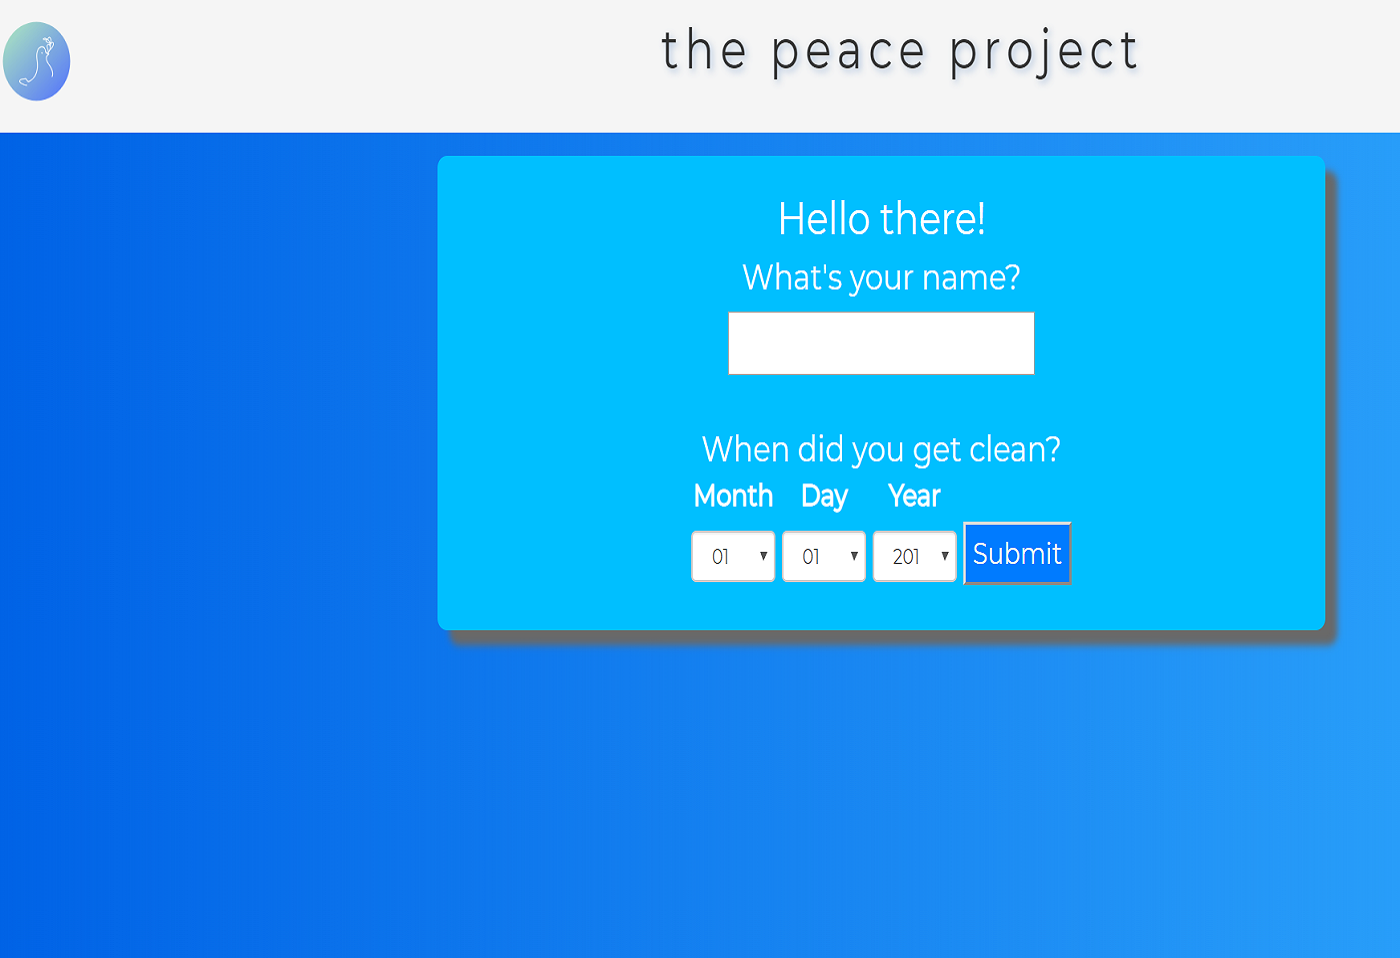 the peace project
Hello there!
What's your name?
When did you get clean?
Month Day Year
01 01 201 Submit